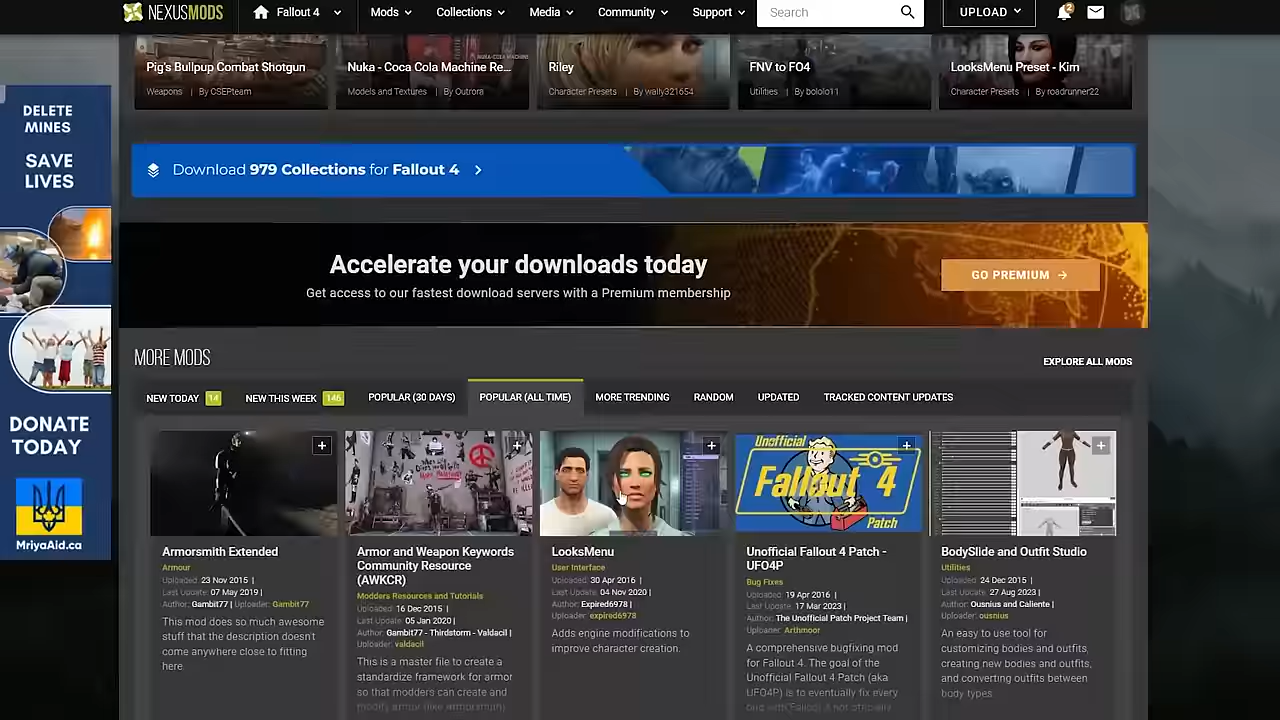 NEXUSMODS
Fallout 4
Mods
Collections
Media
Community
Support
Search
UPLOAD
2
Pig's Bullpup Combat Shotgun
Weapons | By CSEPteam
Nuka - Coca Cola Machine Re...
Models and Textures | By Outrora
Riley
Character Presets | By wally321654
FNV to FO4
Utilities | By bololo11
LooksMenu Preset - Kim
Character Presets | By roadrunner22
DELETE
MINES
SAVE
LIVES
DONATE
TODAY
MriyaAid.ca
Download 979 Collections for Fallout 4
Accelerate your downloads today
Get access to our fastest download servers with a Premium membership
GO PREMIUM
MORE MODS
EXPLORE ALL MODS
NEW TODAY 14
NEW THIS WEEK 146
POPULAR (30 DAYS)
POPULAR (ALL TIME)
MORE TRENDING
RANDOM
UPDATED
TRACKED CONTENT UPDATES
Armorsmith Extended
Armour
Uploaded: 23 Nov 2015 |
Last Update: 07 May 2019 |
Author: Gambit77 | Uploader: Gambit77
This mod does so much awesome
stuff that the description doesn't
come anywhere close to fitting
here.
Armor and Weapon Keywords
Community Resource
(AWKCR)
Modders Resources and Tutorials
Uploaded: 16 Dec 2015 |
Last Update: 05 Jan 2020 |
Author: Gambit77 - Thirdstorm - Valdacil |
Uploader: valdacil
This is a master file to create a
standardize framework for armor
so that modders can create and
modify armor (like Armorsmith)
LooksMenu
User Interface
Uploaded: 30 Apr 2016 |
Last Update: 04 Nov 2020 |
Author: Expired6978 |
Uploader: expired6978
Adds engine modifications to
improve character creation.
Unofficial
Fallout 4
Patch
Unofficial Fallout 4 Patch -
UFO4P
Bug Fixes
Uploaded: 19 Apr 2016 |
Last Update: 17 Mar 2023 |
Author: The Unofficial Patch Project Team |
Uploader: Arthmoor
A comprehensive bugfixing mod
for Fallout 4. The goal of the
Unofficial Fallout 4 Patch (aka
UFO4P) is to eventually fix every
bug with Fallout 4 not officially
BodySlide and Outfit Studio
Utilities
Uploaded: 24 Dec 2015 |
Last Update: 27 Aug 2023 |
Author: Ousnius and Caliente |
Uploader: ousnius
An easy to use tool for
customizing bodies and outfits,
creating new bodies and outfits,
and converting outfits between
body types.